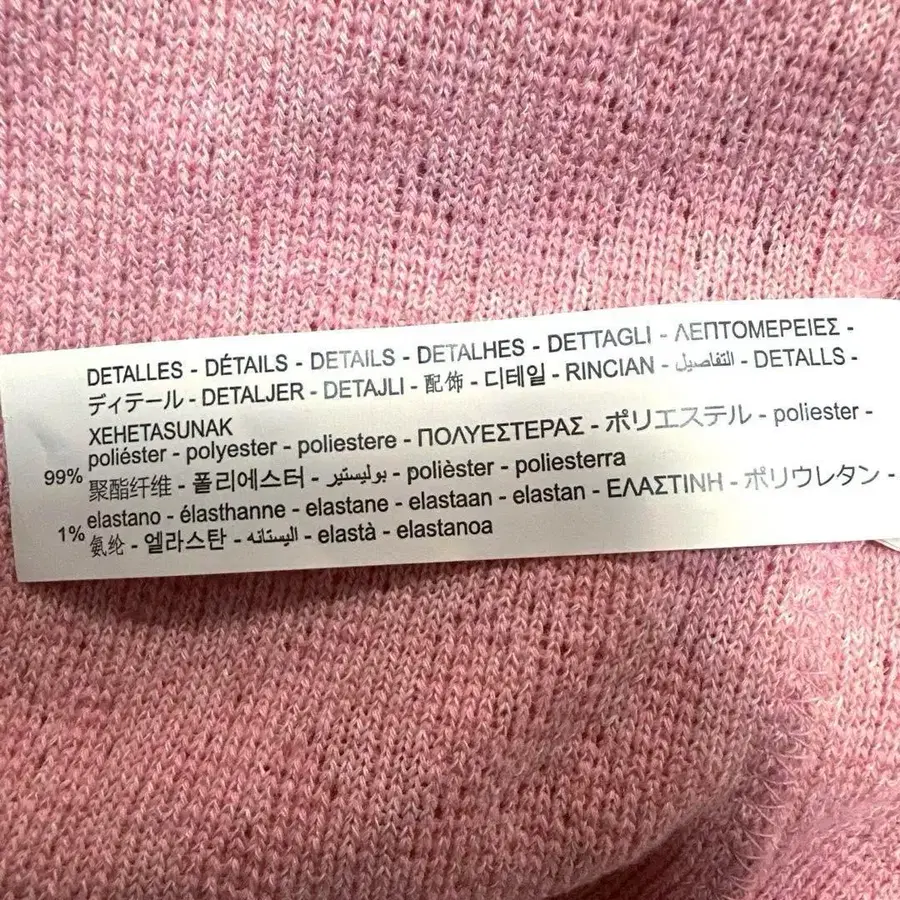 DETALLES - DÉTAILS - DETAILS - DETALHES - DETTAGLI - ΛΕΠΤΟΜΕΡΕΙΕΣ -
ディテール - DETALJER - DETAJLI - 配饰 - 디테일 - RINCIAN - التفاصيل - DETALLS -
XEHETASUNAK
99% poliéster - polyester - poliestere - ΠΟΛΥΕΣΤΕΡΑΣ - ポリエステル - poliester -
聚酯纤维 - 폴리에스터 - بوليستير - polièster - poliesterra
1% elastano - élasthanne - elastane - elastaan - elastan - ΕΛΑΣΤΙΝΗ - ポリウレタン -
氨纶 - 엘라스탄 - اليستانه - elastà - elastanoa